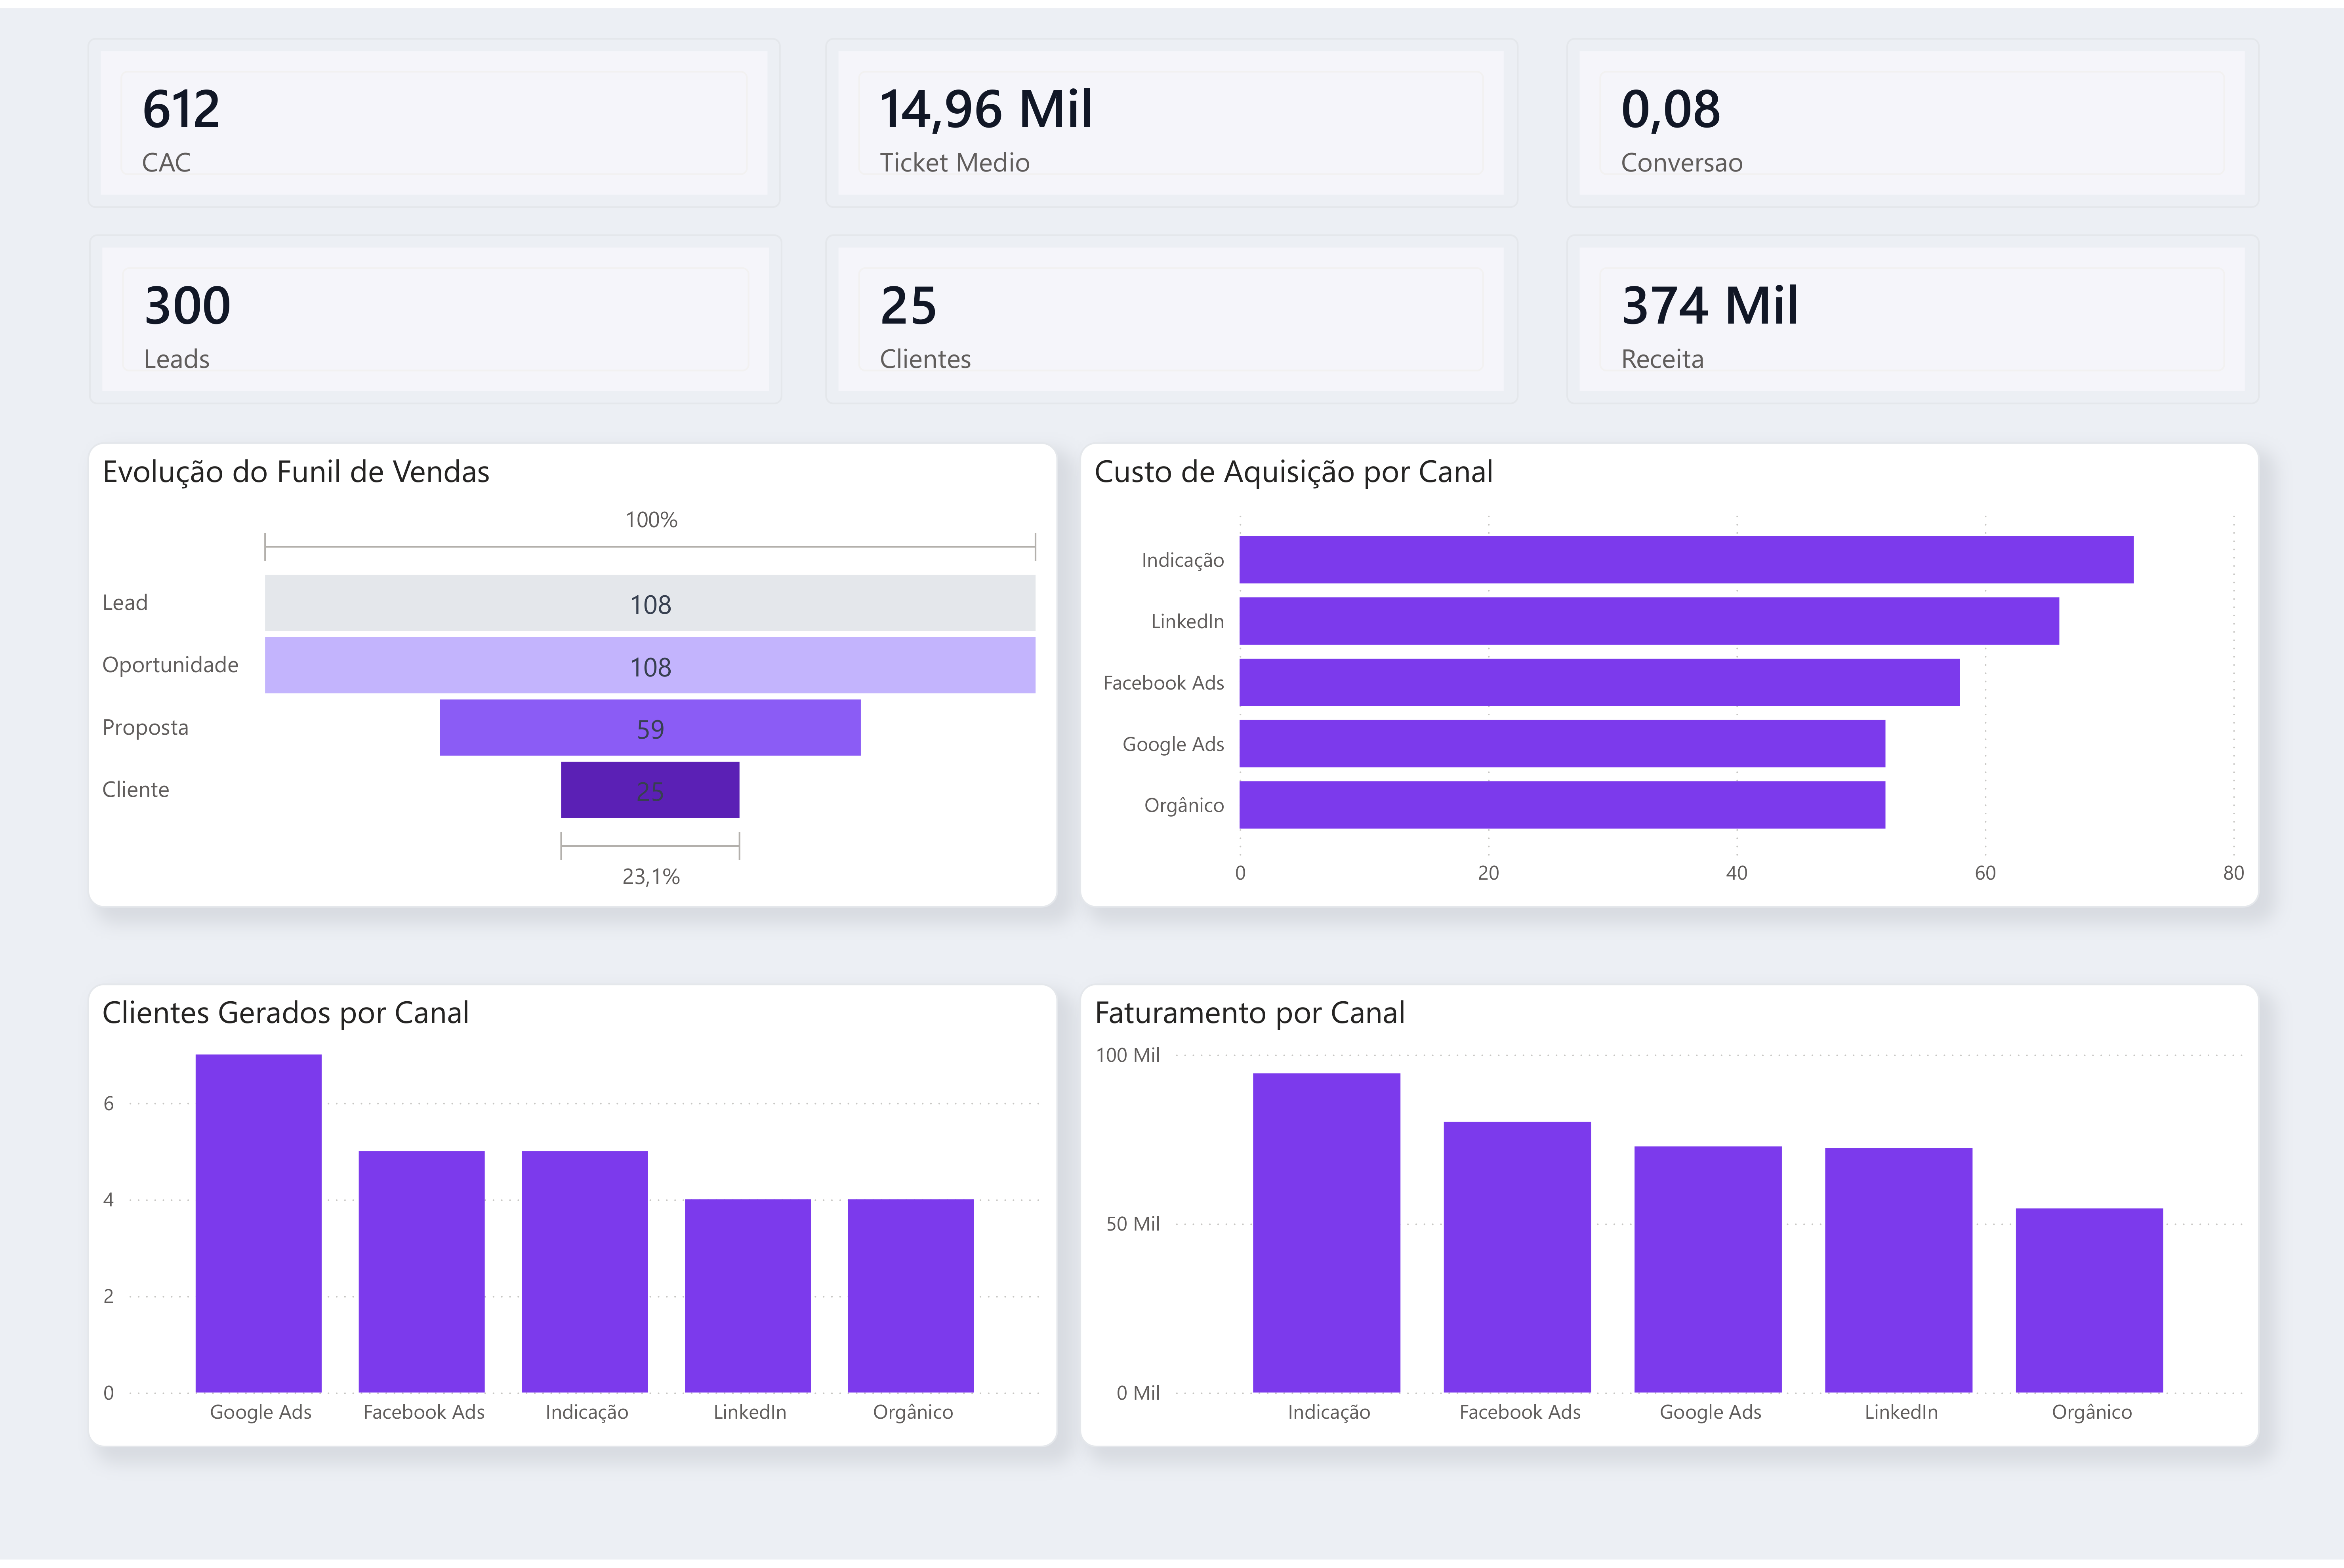 612
CAC
14,96 Mil
Ticket Medio
0,08
Conversao
300
Leads
25
Clientes
374 Mil
Receita
Evolução do Funil de Vendas
100%
Lead
108
Oportunidade
108
Proposta
59
Cliente
25
23,1%
Custo de Aquisição por Canal
Indicação
LinkedIn
Facebook Ads
Google Ads
Orgânico
0 20 40 60 80
Clientes Gerados por Canal
6
4
2
0
Google Ads Facebook Ads Indicação LinkedIn Orgânico
Faturamento por Canal
100 Mil
50 Mil
0 Mil
Indicação Facebook Ads Google Ads LinkedIn Orgânico